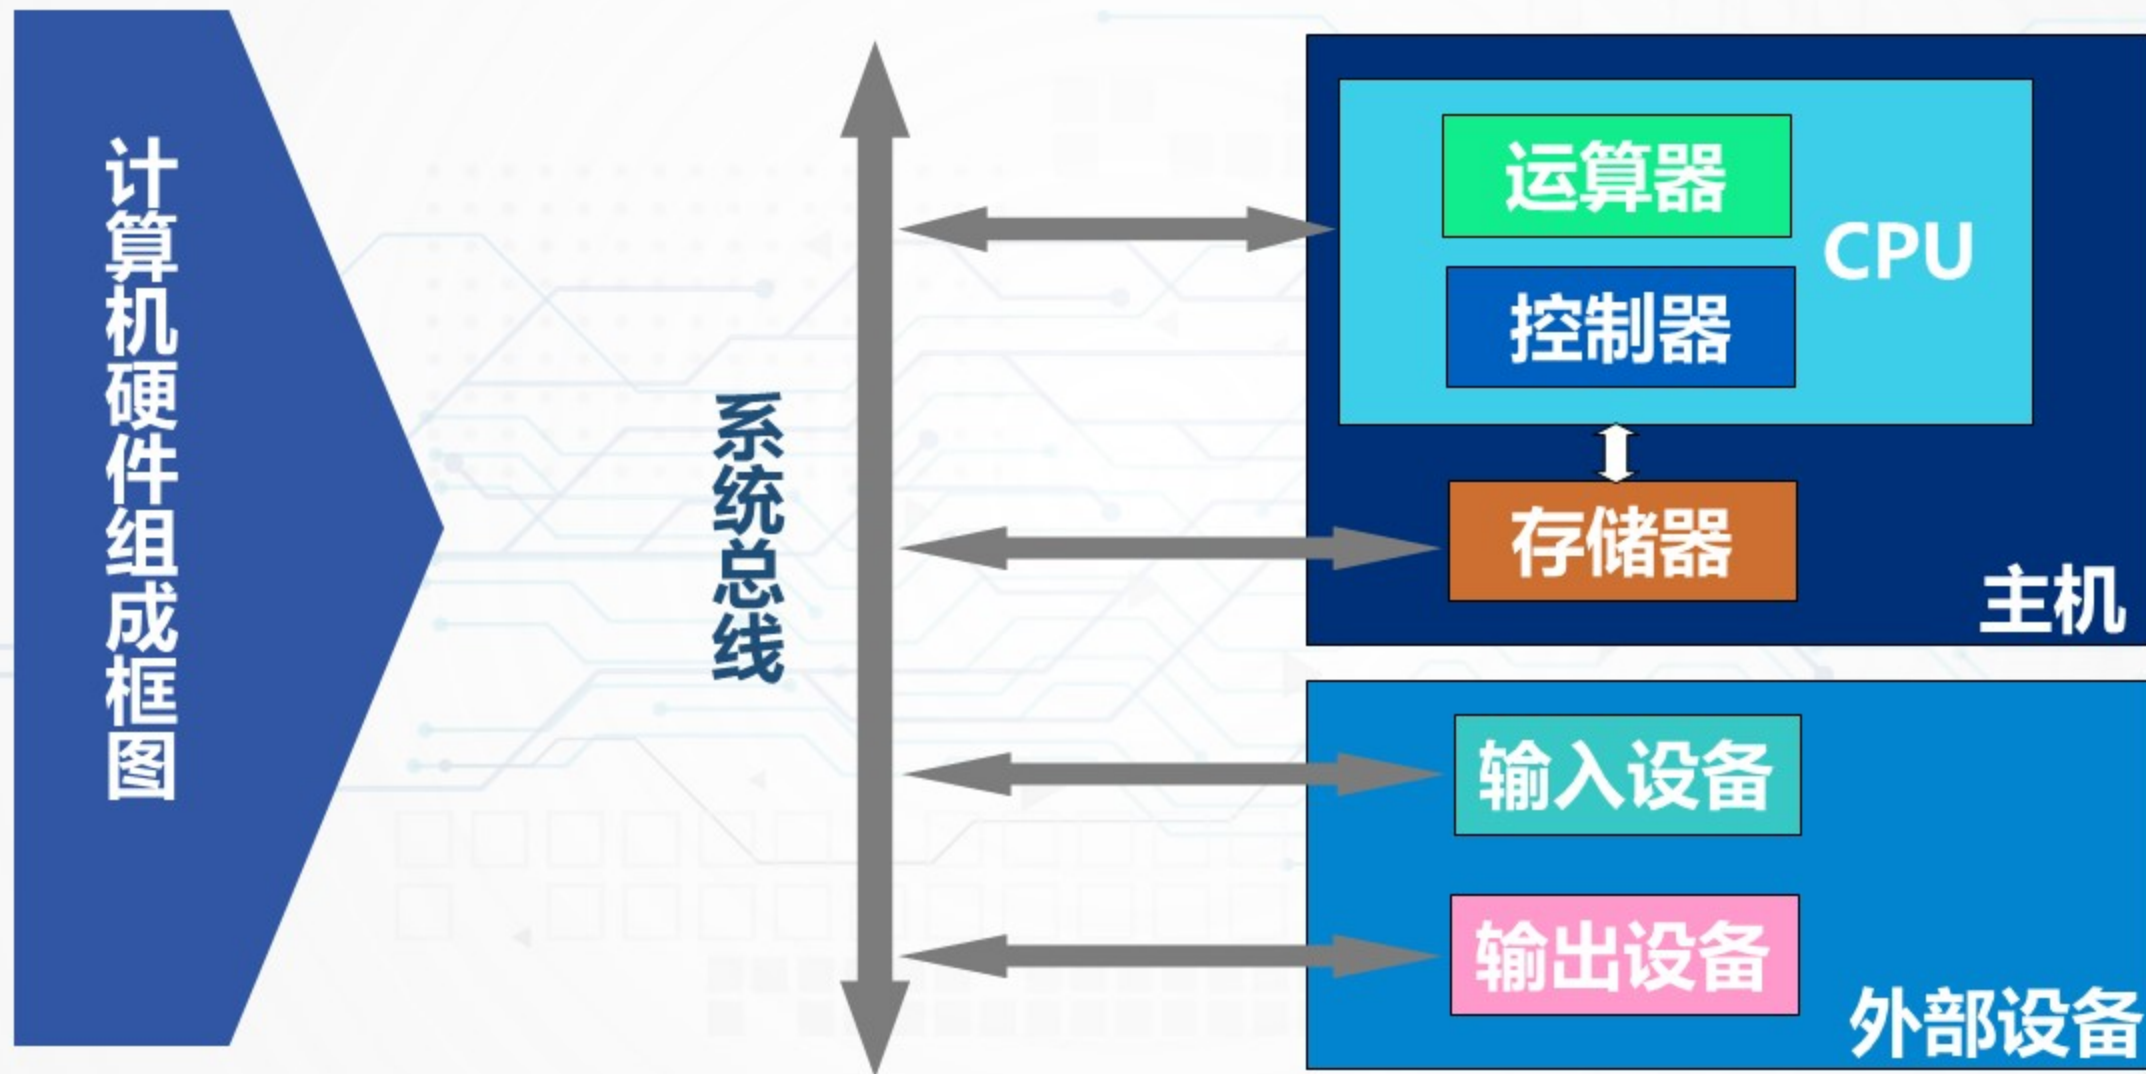 计算机硬件组成框图
系统总线
运算器
控制器
CPU
存储器
主机
输入设备
输出设备
外部设备